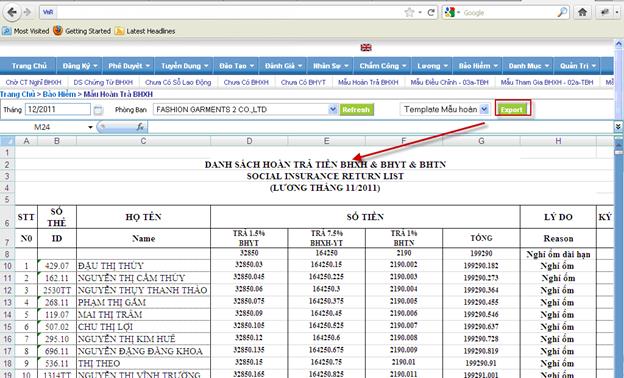 VnR
Google
Most Visited Getting Started Latest Headlines
Trang Chủ Đăng Ký Phê Duyệt Tuyển Dụng Đào Tạo Đánh Giá Nhân Sự Chấm Công Lương Bảo Hiểm Danh Mục Quản Trị
Chờ CT Nghỉ BHXH DS Chứng Từ BHXH Chưa Có Số Lao Động Chưa Có BHXH Chưa Có BHYT Mẫu Hoàn Trả BHXH Mẫu Điều Chỉnh - 03a-TBH Mẫu Tham Gia BHXH - 02a-TBH
Trang Chủ > Bảo Hiểm > Mẫu Hoàn Trả BHXH
Tháng 12/2011 Phòng Ban FASHION GARMENTS 2 CO.,LTD Refresh Template Mẫu hoàn Export
M24 fx
A B C D E F G H
1
2 DANH SÁCH HOÀN TRẢ TIỀN BHXH & BHYT & BHTN
3 SOCIAL INSURANCE RETURN LIST
4 (LƯƠNG THÁNG 11/2011)
5
6 STT SỐ THẺ HỌ TÊN SỐ TIỀN LÝ DO KÝ
7 N0 ID Name TRẢ 1.5% BHYT TRẢ 7.5% BHXH-YT TRẢ 1% BHTN TỔNG Reason
8 32850 164250 2190 199290 Nghỉ ốm dài hạn
10 1 429.07 ĐẬU THỊ THÚY 32850.03 164250.15 2190.002 199290.182 Nghỉ ốm
11 2 162.11 NGUYỄN THỊ CẨM THÚY 32850.045 164250.225 2190.003 199290.273 Nghỉ ốm
12 3 2530TT NGUYỄN THỤY THANH THẢO 32850.06 164250.3 2190.004 199290.364 Nghỉ ốm
13 4 268.11 PHẠM THỊ GẤM 32850.075 164250.375 2190.005 199290.455 Nghỉ ốm
14 5 119.07 MAI THỊ TRÂM 32850.09 164250.45 2190.006 199290.546 Nghỉ ốm
15 6 507.02 CHU THỊ LỢI 32850.105 164250.525 2190.007 199290.637 Nghỉ ốm
16 7 295.10 NGUYỄN THỊ KIM HUÊ 32850.12 164250.6 2190.008 199290.728 Nghỉ ốm
17 8 696.11 NGUYỄN ĐẶNG ĐĂNG KHOA 32850.135 164250.675 2190.009 199290.819 Nghỉ ốm
18 9 536.11 THỊ THEO 32850.15 164250.75 2190.01 199290.91 Nghỉ ốm
19 10 1314TT NGUYỄN THỊ VĨNH TRƯỜNG 32850.165 164250.825 2190.011 199291.001 Nghỉ ốm